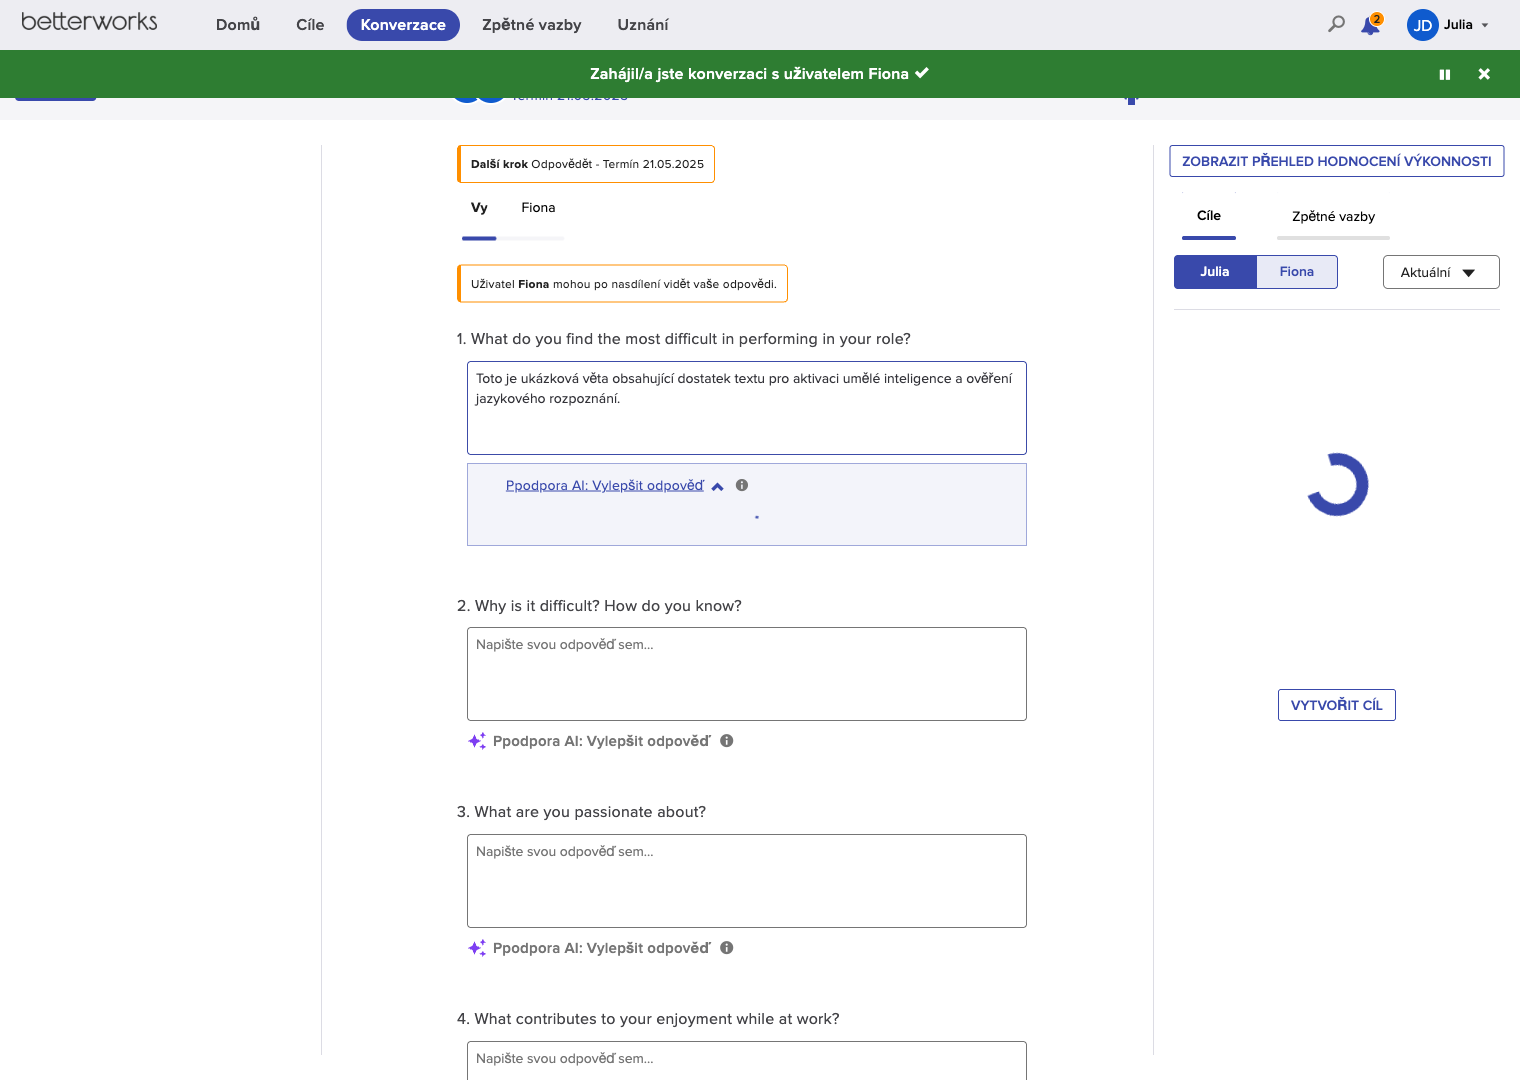 betterworks
Domů
Cíle
Konverzace
Zpětné vazby
Uznání
2
JD
Julia
Zahájil/a jste konverzaci s uživatelem Fiona
Další krok Odpovědět - Termín 21.05.2025
Vy
Fiona
Uživatel Fiona mohou po nasdílení vidět vaše odpovědi.
1. What do you find the most difficult in performing in your role?
Toto je ukázková věta obsahující dostatek textu pro aktivaci umělé inteligence a ověření
jazykového rozpoznání.
Ppodpora AI: Vylepšit odpověď
2. Why is it difficult? How do you know?
Napište svou odpověď sem...
Ppodpora AI: Vylepšit odpověď
3. What are you passionate about?
Napište svou odpověď sem...
Ppodpora AI: Vylepšit odpověď
4. What contributes to your enjoyment while at work?
Napište svou odpověď sem...
ZOBRAZIT PŘEHLED HODNOCENÍ VÝKONNOSTI
Cíle
Zpětné vazby
Julia
Fiona
Aktuální
VYTVOŘIT CÍL